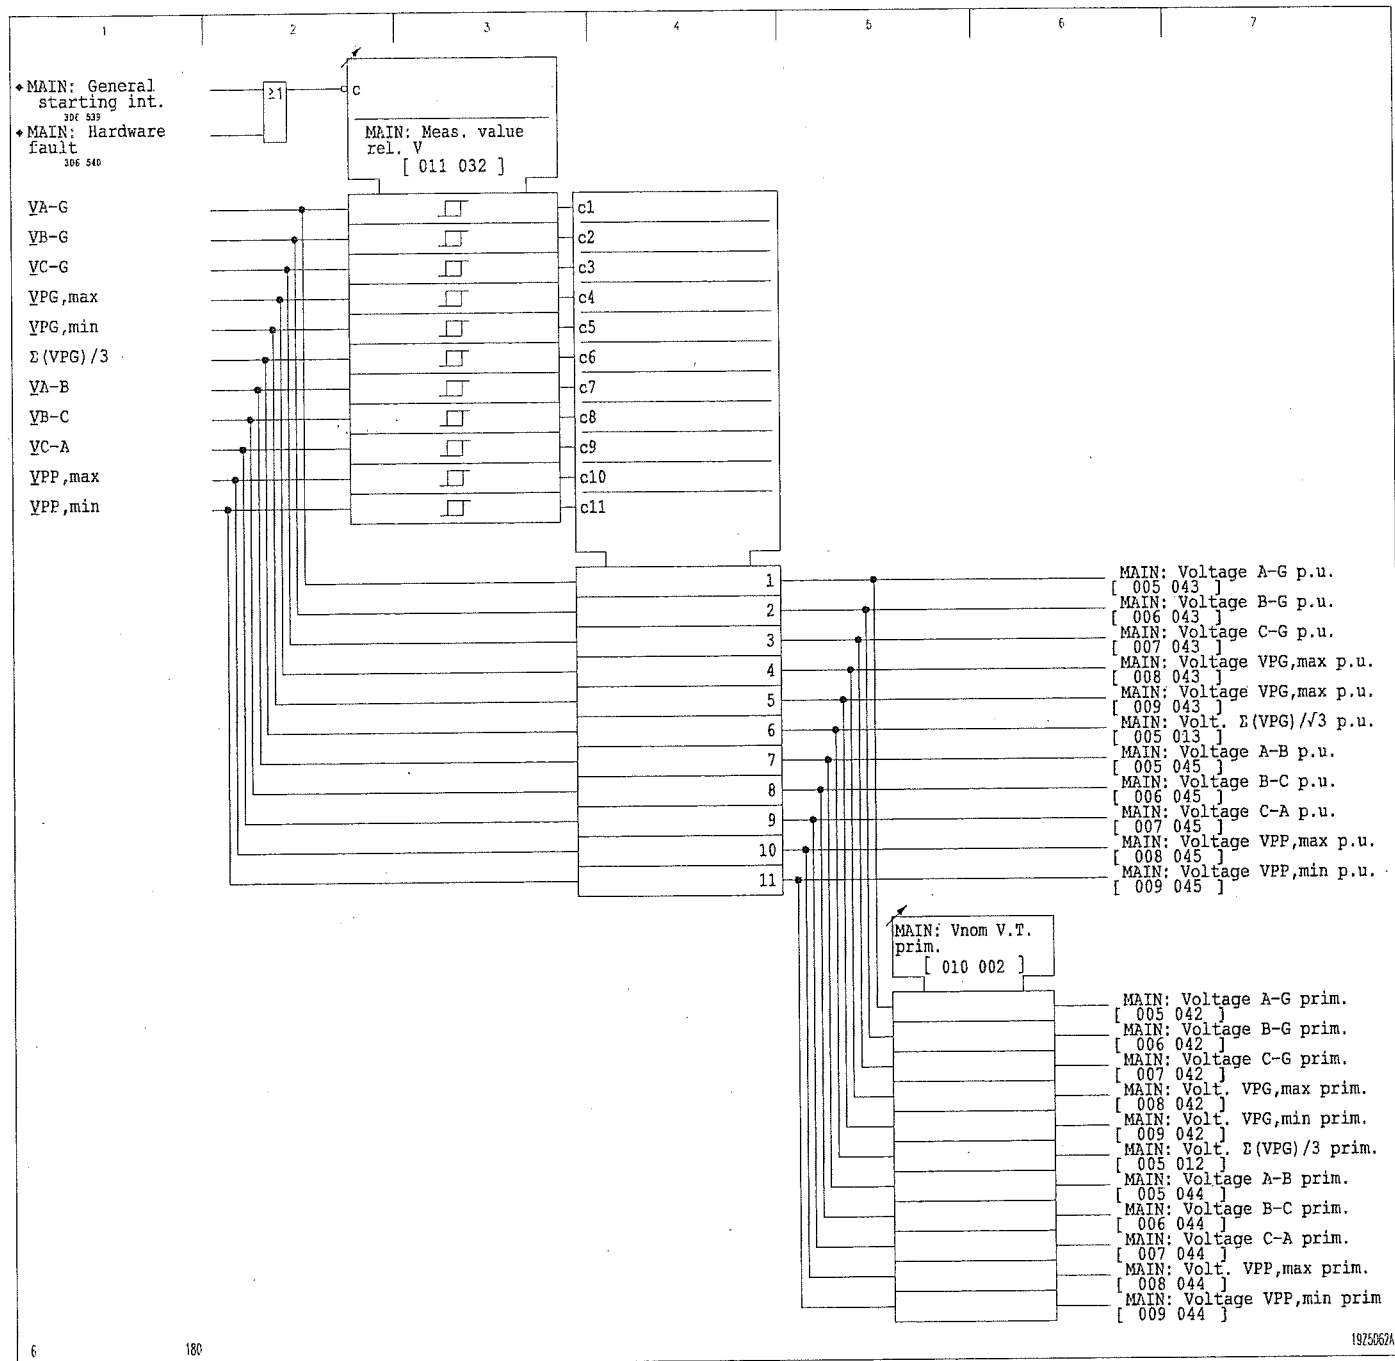 1 2 3 4 5 6 7
◆MAIN: General
starting int.
306 539
◆MAIN: Hardware
fault
306 540
≥1
c
MAIN: Meas. value
rel. V
[ 011 032 ]
VA-G
VB-G
VC-G
VPG,max
VPG,min
Σ(VPG)/3
VA-B
VB-C
VC-A
VPP,max
VPP,min
c1
c2
c3
c4
c5
c6
c7
c8
c9
c10
c11
1
2
3
4
5
6
7
8
9
10
11
MAIN: Voltage A-G p.u.
[ 005 043 ]
MAIN: Voltage B-G p.u.
[ 006 043 ]
MAIN: Voltage C-G p.u.
[ 007 043 ]
MAIN: Voltage VPG,max p.u.
[ 008 043 ]
MAIN: Voltage VPG,max p.u.
[ 009 043 ]
MAIN: Volt. Σ(VPG)/√3 p.u.
[ 005 013 ]
MAIN: Voltage A-B p.u.
[ 005 045 ]
MAIN: Voltage B-C p.u.
[ 006 045 ]
MAIN: Voltage C-A p.u.
[ 007 045 ]
MAIN: Voltage VPP,max p.u.
[ 008 045 ]
MAIN: Voltage VPP,min p.u.
[ 009 045 ]
MAIN: Vnom V.T.
prim.
[ 010 002 ]
MAIN: Voltage A-G prim.
[ 005 042 ]
MAIN: Voltage B-G prim.
[ 006 042 ]
MAIN: Voltage C-G prim.
[ 007 042 ]
MAIN: Volt. VPG,max prim.
[ 008 042 ]
MAIN: Volt. VPG,min prim.
[ 009 042 ]
MAIN: Volt. Σ(VPG)/3 prim.
[ 005 012 ]
MAIN: Voltage A-B prim.
[ 005 044 ]
MAIN: Voltage B-C prim.
[ 006 044 ]
MAIN: Voltage C-A prim.
[ 007 044 ]
MAIN: Volt. VPP,max prim.
[ 008 044 ]
MAIN: Voltage VPP,min prim
[ 009 044 ]
6 180
19Z5062A